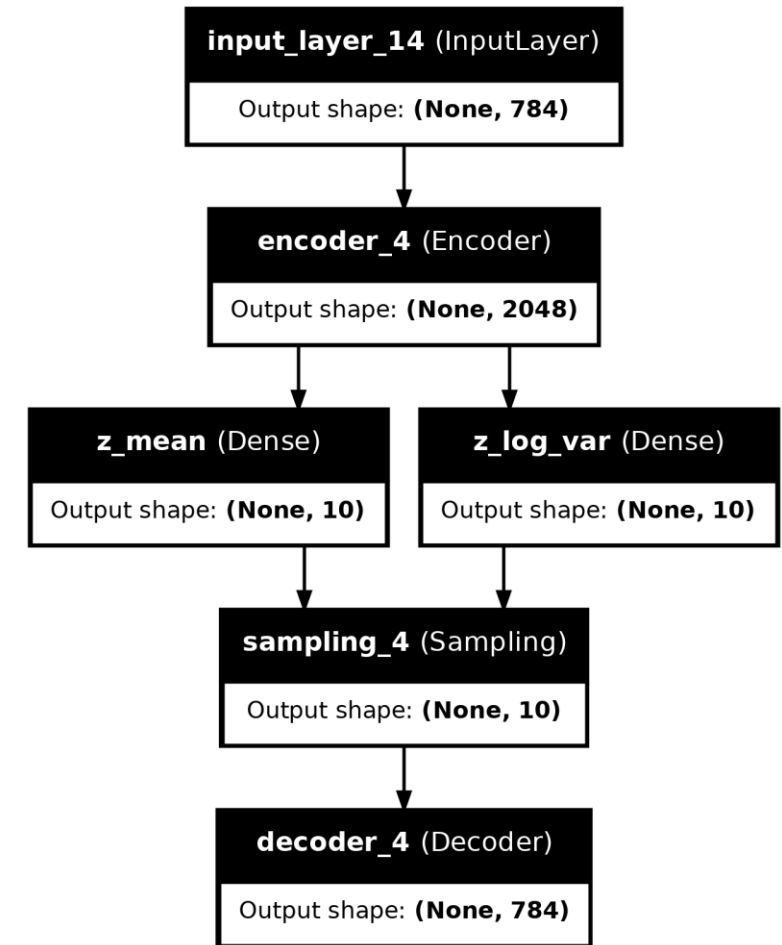 input_layer_14 (InputLayer)
Output shape: (None, 784)
encoder_4 (Encoder)
Output shape: (None, 2048)
z_mean (Dense)
Output shape: (None, 10)
z_log_var (Dense)
Output shape: (None, 10)
sampling_4 (Sampling)
Output shape: (None, 10)
decoder_4 (Decoder)
Output shape: (None, 784)